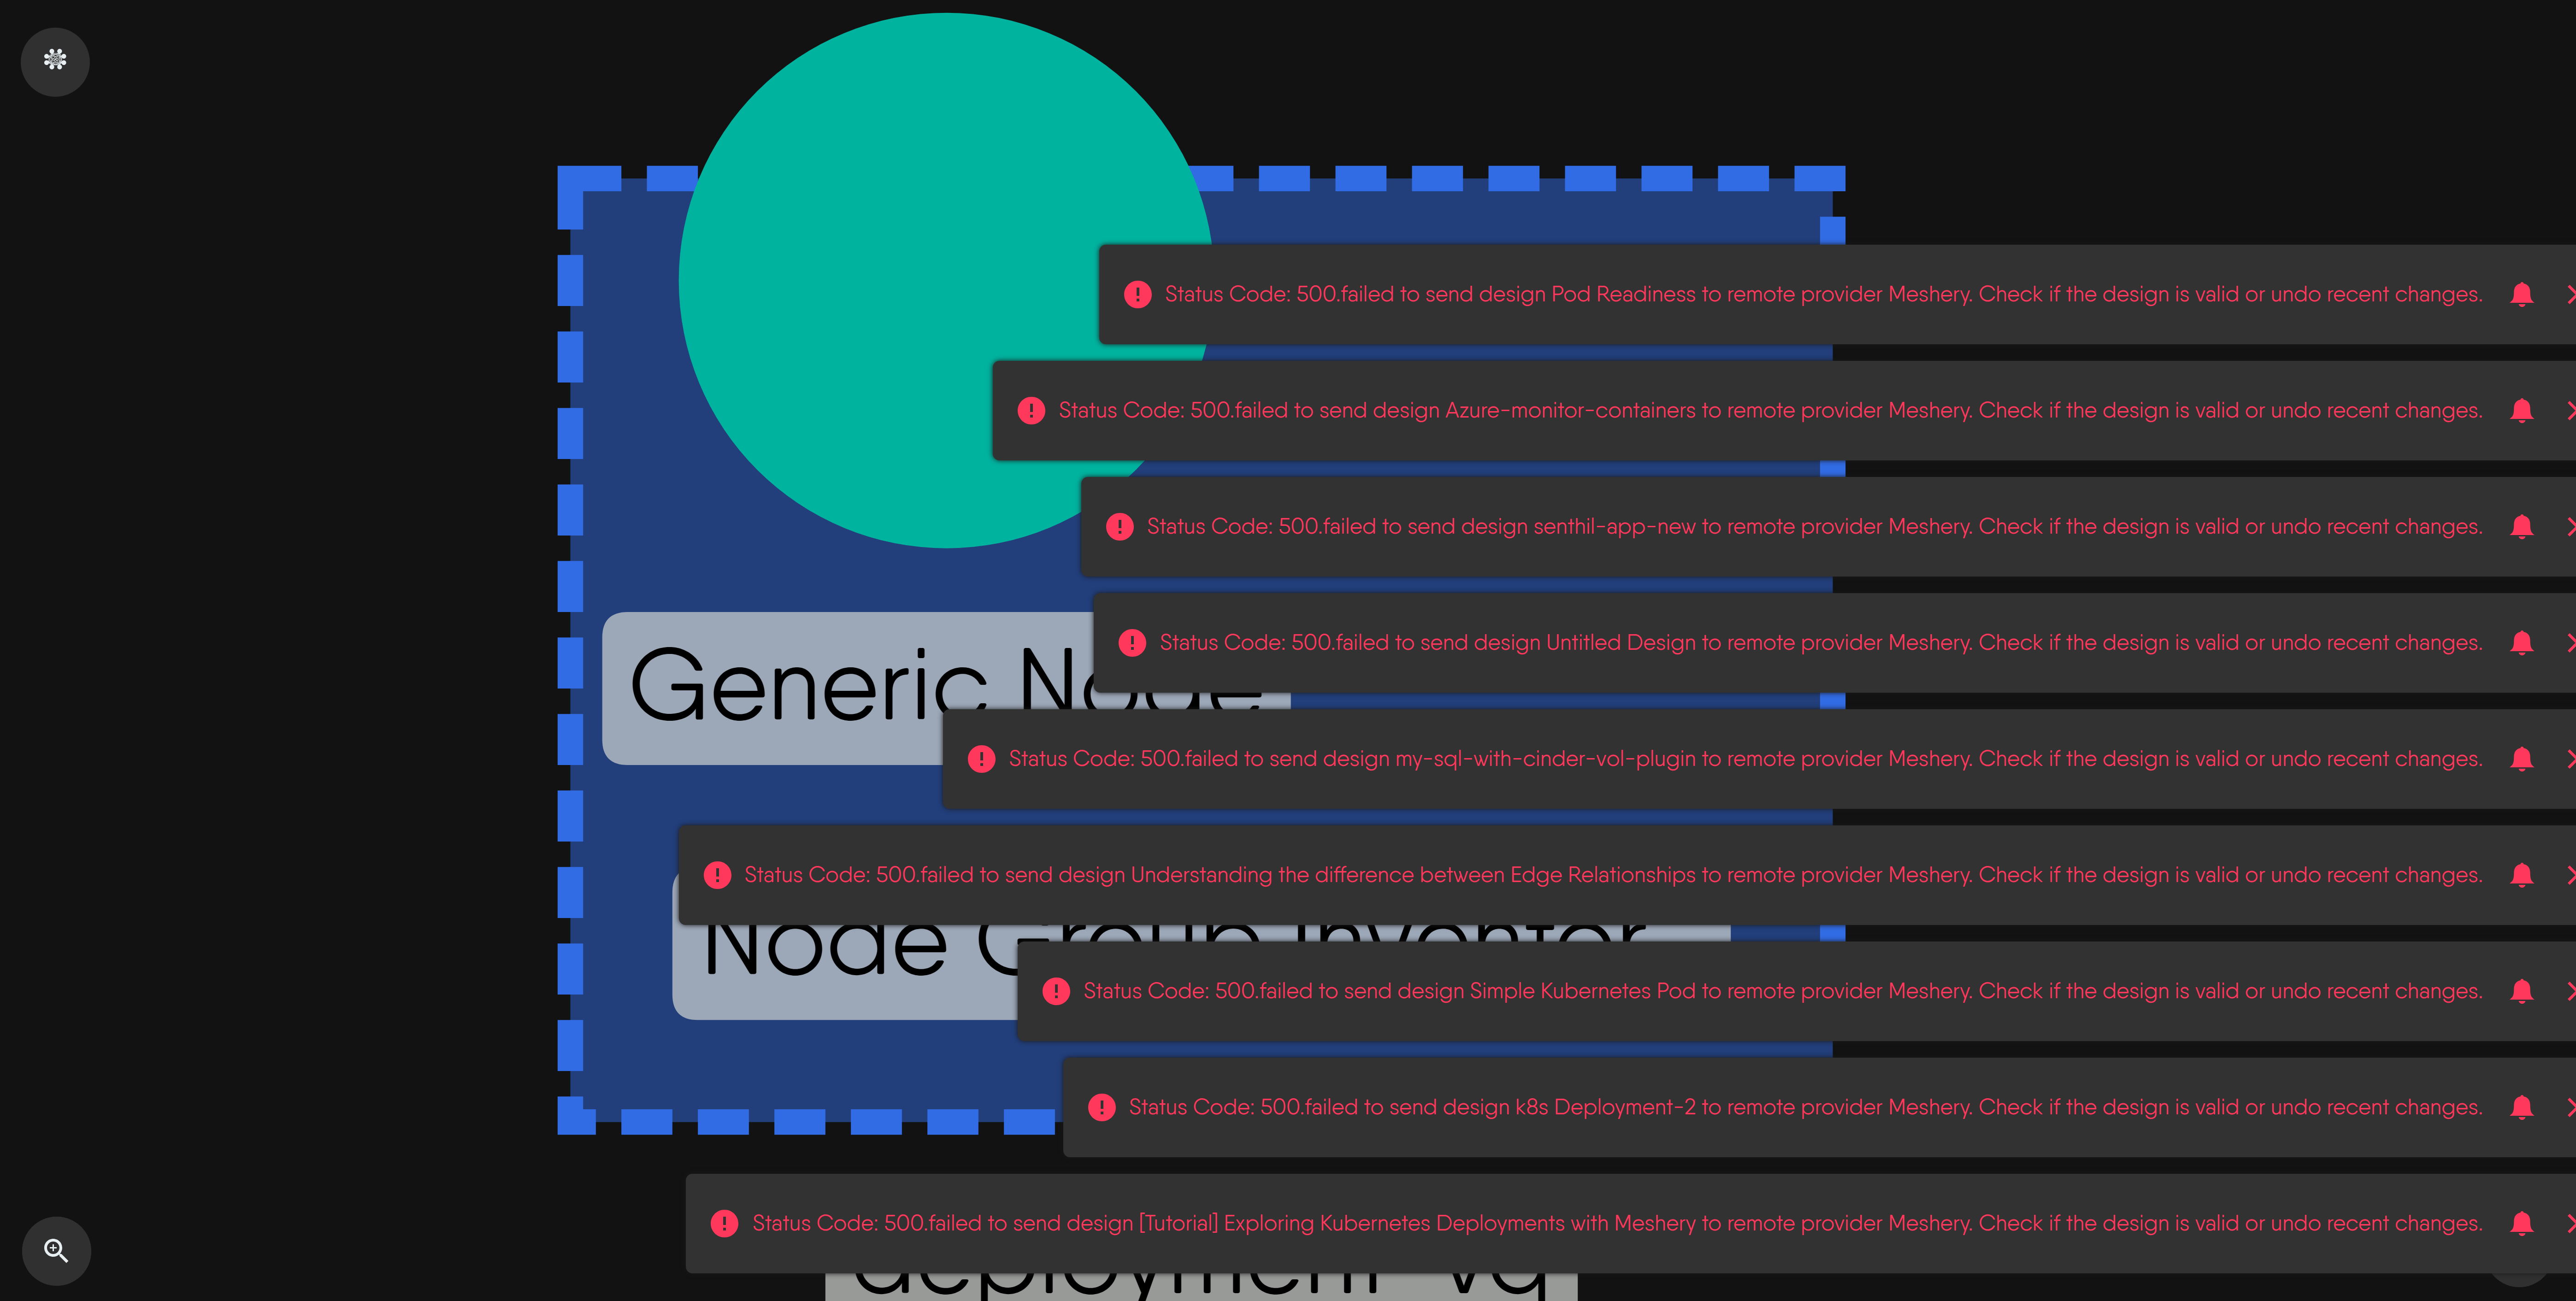 Status Code: 500.failed to send design Pod Readiness to remote provider Meshery. Check if the design is valid or undo recent changes.
Status Code: 500.failed to send design Azure-monitor-containers to remote provider Meshery. Check if the design is valid or undo recent changes.
Status Code: 500.failed to send design senthil-app-new to remote provider Meshery. Check if the design is valid or undo recent changes.
Status Code: 500.failed to send design Untitled Design to remote provider Meshery. Check if the design is valid or undo recent changes.
Generic Node
Status Code: 500.failed to send design my-sql-with-cinder-vol-plugin to remote provider Meshery. Check if the design is valid or undo recent changes.
Status Code: 500.failed to send design Understanding the difference between Edge Relationships to remote provider Meshery. Check if the design is valid or undo recent changes.
Node Group Inventor
Status Code: 500.failed to send design Simple Kubernetes Pod to remote provider Meshery. Check if the design is valid or undo recent changes.
Status Code: 500.failed to send design k8s Deployment-2 to remote provider Meshery. Check if the design is valid or undo recent changes.
Status Code: 500.failed to send design [Tutorial] Exploring Kubernetes Deployments with Meshery to remote provider Meshery. Check if the design is valid or undo recent changes.